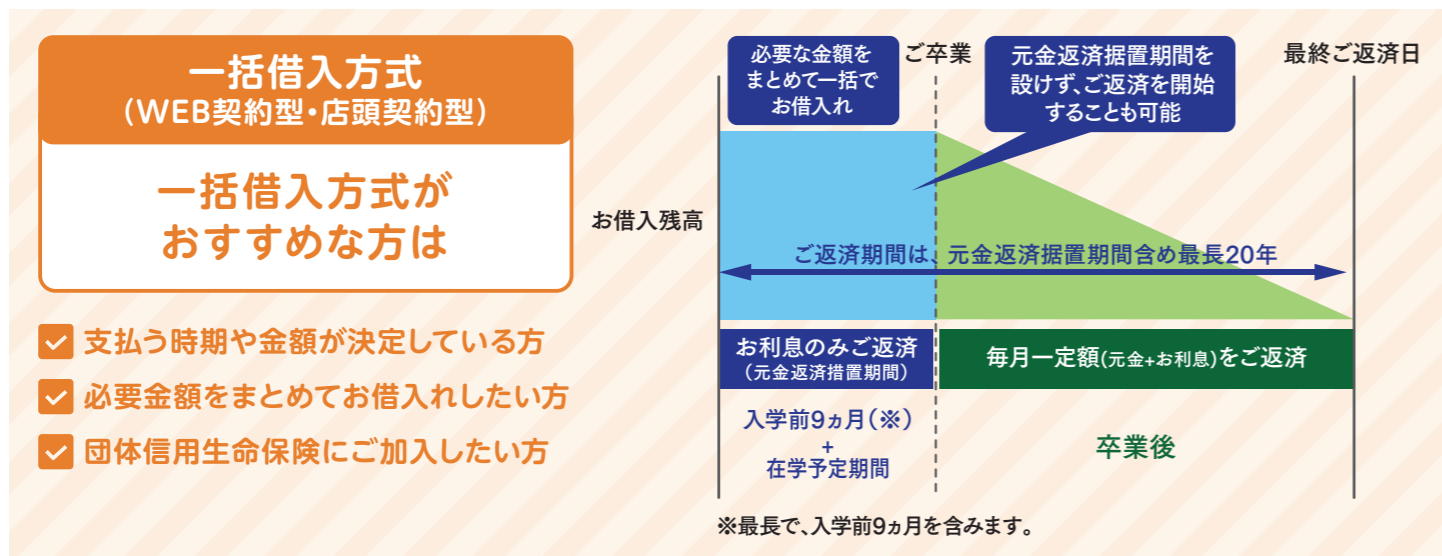 一括借入方式
（WEB契約型・店頭契約型）
一括借入方式が
おすすめな方は
支払う時期や金額が決定している方
必要金額をまとめてお借入れしたい方
団体信用生命保険にご加入したい方
必要な金額を
まとめて一括で
お借入れ
ご卒業
元金返済据置期間を
設けず、ご返済を開始
することも可能
最終ご返済日
お借入残高
ご返済期間は、元金返済据置期間含め最長20年
お利息のみご返済
（元金返済措置期間）
毎月一定額(元金+お利息)をご返済
入学前9ヵ月（※）
+
在学予定期間
卒業後
※最長で、入学前9ヵ月を含みます。